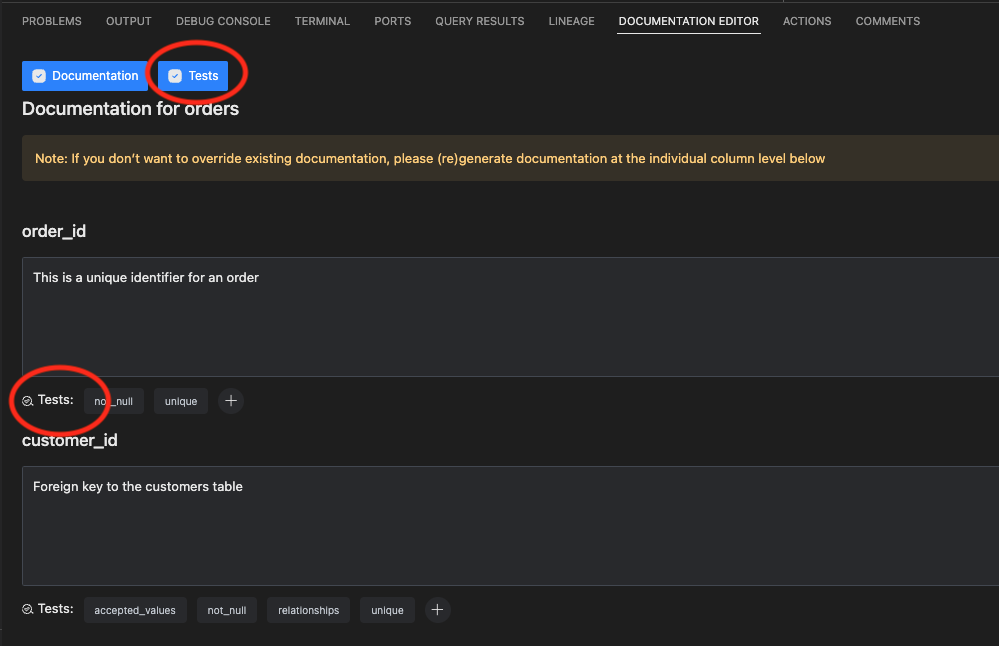 PROBLEMS OUTPUT DEBUG CONSOLE TERMINAL PORTS QUERY RESULTS LINEAGE DOCUMENTATION EDITOR ACTIONS COMMENTS
Documentation Tests
Documentation for orders
Note: If you don't want to override existing documentation, please (re)generate documentation at the individual column level below
order_id
This is a unique identifier for an order
Tests: not_null unique +
customer_id
Foreign key to the customers table
Tests: accepted_values not_null relationships unique +